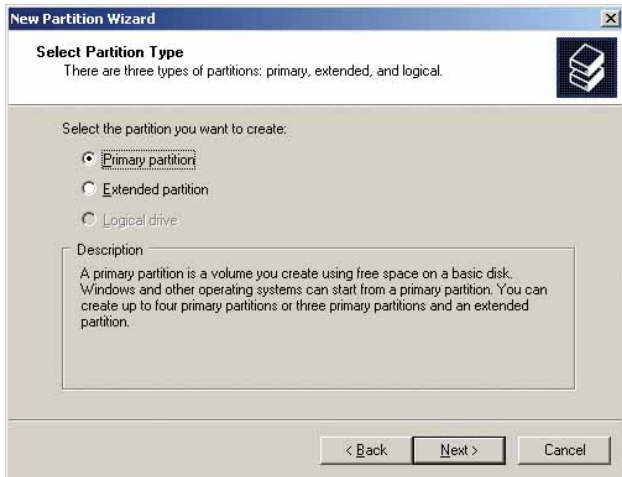 New Partition Wizard
Select Partition Type
There are three types of partitions: primary, extended, and logical.
Select the partition you want to create:
Primary partition
Extended partition
Logical drive
Description
A primary partition is a volume you create using free space on a basic disk.
Windows and other operating systems can start from a primary partition. You can
create up to four primary partitions or three primary partitions and an extended
partition.
< Back
Next >
Cancel